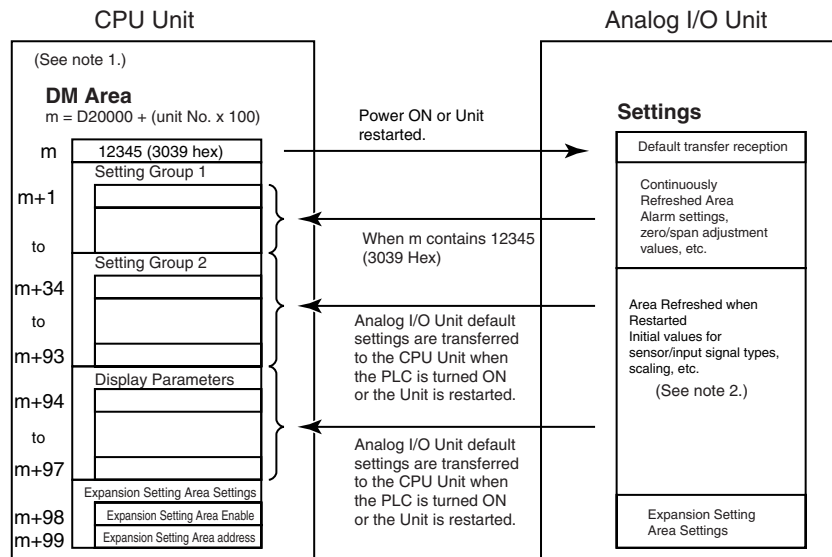 CPU Unit
Analog I/O Unit
(See note 1.)
DM Area
m = D20000 + (unit No. x 100)
Power ON or Unit
restarted.
Settings
m
12345 (3039 hex)
Default transfer reception
Setting Group 1
m+1
to
Continuously
Refreshed Area
Alarm settings,
zero/span adjustment
values, etc.
When m contains 12345
(3039 Hex)
Setting Group 2
m+34
to
m+93
Analog I/O Unit default
settings are transferred
to the CPU Unit when
the PLC is turned ON
or the Unit is restarted.
Area Refreshed when
Restarted
Initial values for
sensor/input signal types,
scaling, etc.
(See note 2.)
Display Parameters
m+94
to
m+97
Analog I/O Unit default
settings are transferred
to the CPU Unit when
the PLC is turned ON
or the Unit is restarted.
Expansion Setting Area Settings
m+98
Expansion Setting Area Enable
m+99
Expansion Setting Area address
Expansion Setting
Area Settings